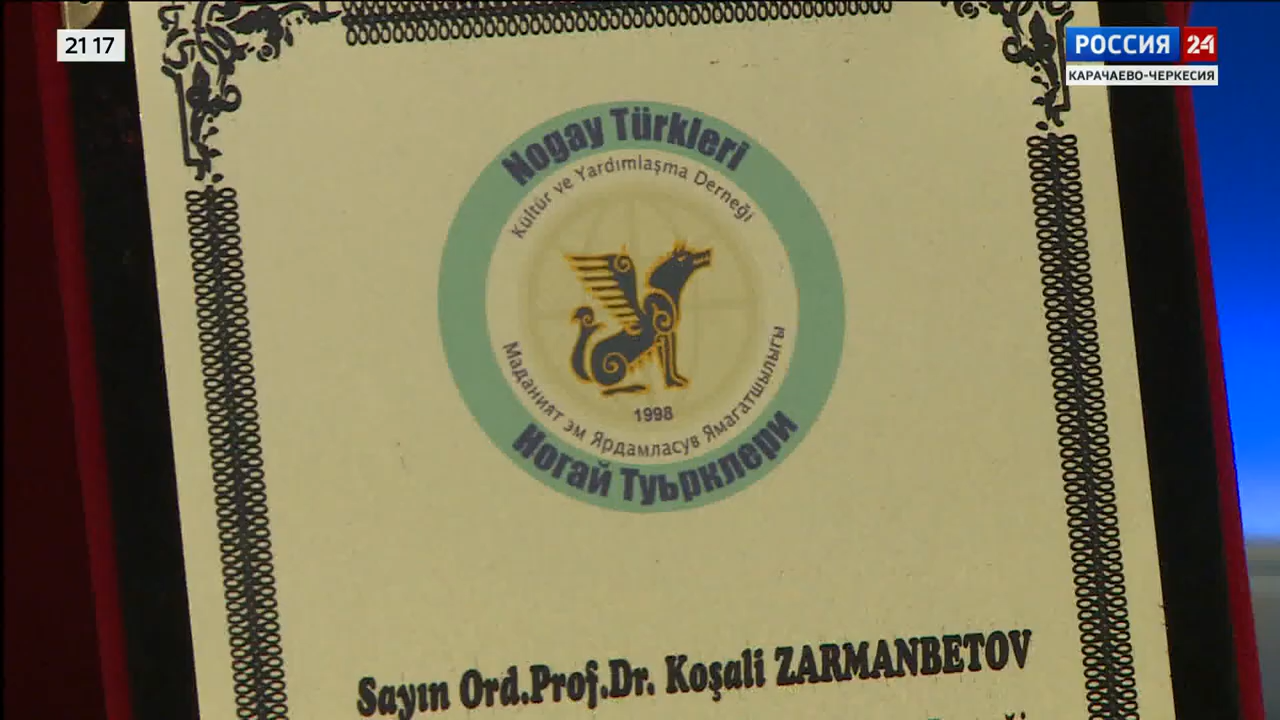 21 17
РОССИЯ 24
КАРАЧАЕВО-ЧЕРКЕСИЯ
Nogay Türkleri
Kültür ve Yardımlaşma Derneği
1998
Маданият эм Ярдамласув Ямагатшылыгы
Ногай Туьрклери
Sayın Ord.Prof.Dr. Koşali ZARMANBETOV